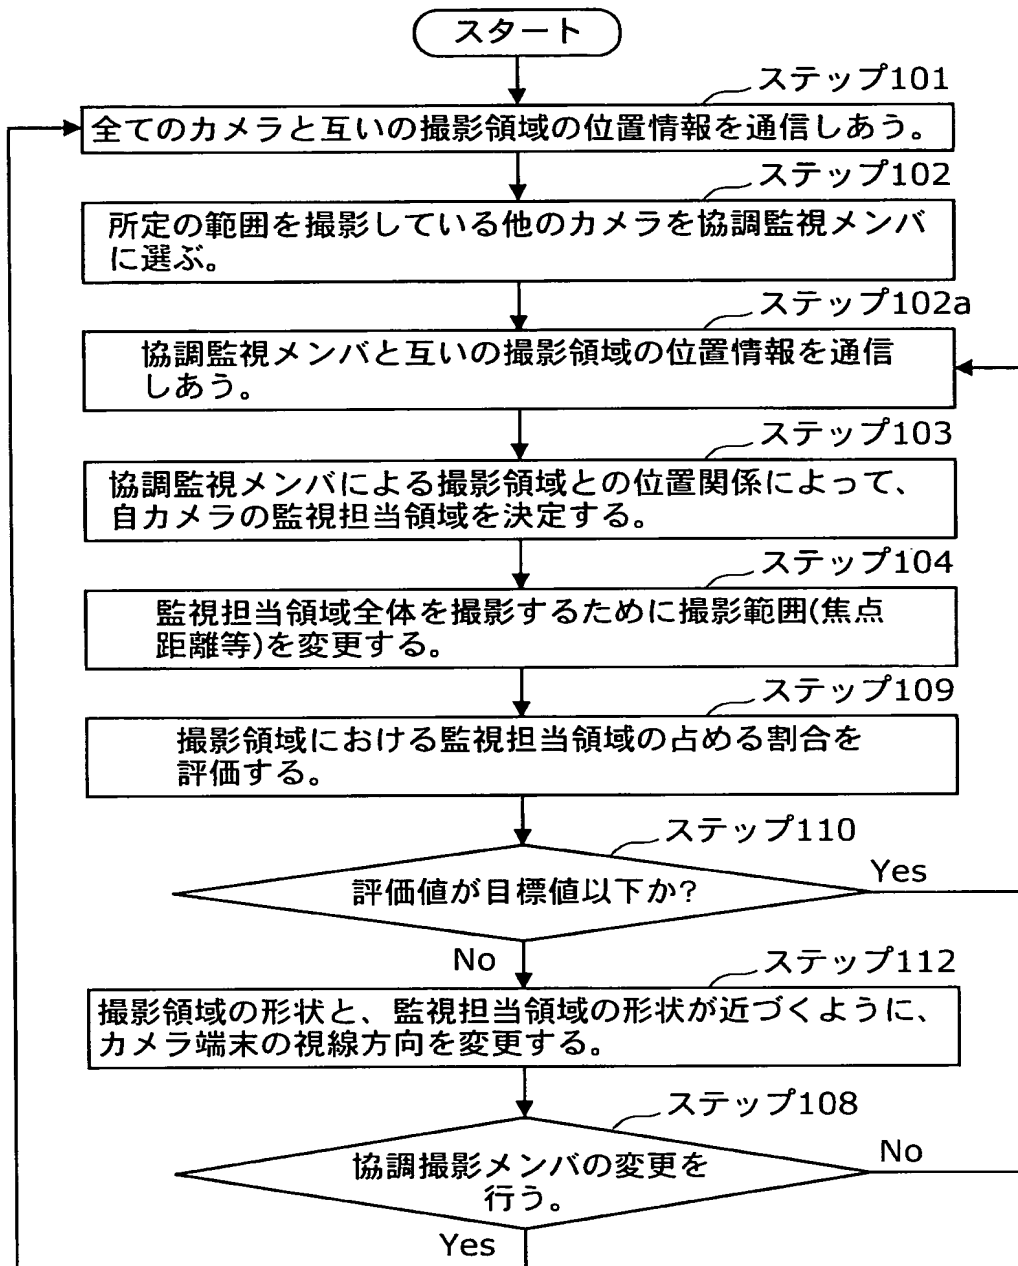 スタート
ステップ101
全てのカメラと互いの撮影領域の位置情報を通信しあう。
ステップ102
所定の範囲を撮影している他のカメラを協調監視メンバ
に選ぶ。
ステップ102a
協調監視メンバと互いの撮影領域の位置情報を通信
しあう。
ステップ103
協調監視メンバによる撮影領域との位置関係によって、
自カメラの監視担当領域を決定する。
ステップ104
監視担当領域全体を撮影するために撮影範囲(焦点
距離等)を変更する。
ステップ109
撮影領域における監視担当領域の占める割合を
評価する。
ステップ110
評価値が目標値以下か?
Yes
No
ステップ112
撮影領域の形状と、監視担当領域の形状が近づくように、
カメラ端末の視線方向を変更する。
ステップ108
協調撮影メンバの変更を
行う。
No
Yes